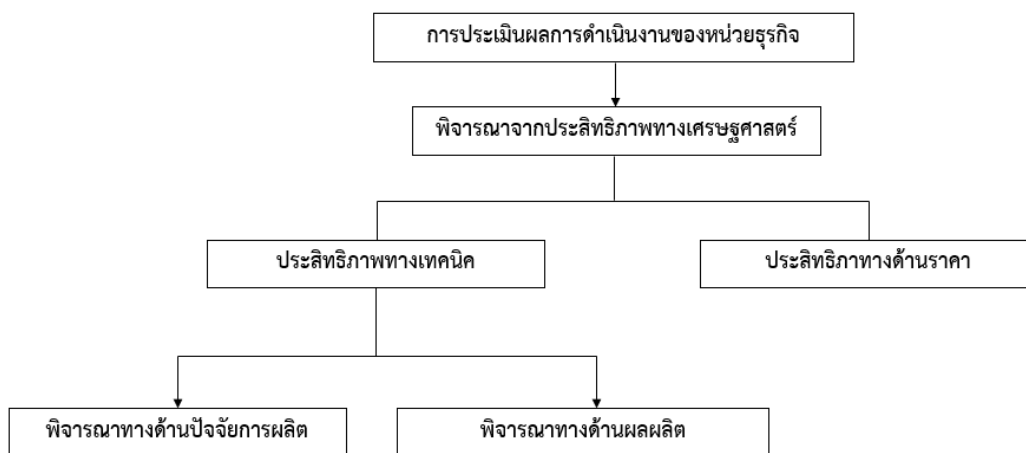 การประเมินผลการดำเนินงานของหน่วยธุรกิจ
พิจารณาจากประสิทธิภาพทางเศรษฐศาสตร์
ประสิทธิภาพทางเทคนิค
ประสิทธิภาทางด้านราคา
พิจารณาทางด้านปัจจัยการผลิต
พิจารณาทางด้านผลผลิต